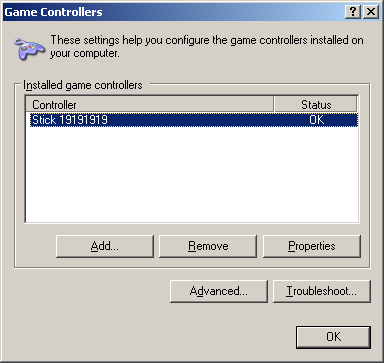 Game Controllers
These settings help you configure the game controllers installed on
your computer.
Installed game controllers
Controller Status
Stick 19191919 OK
Add... Remove Properties
Advanced... Troubleshoot...
OK